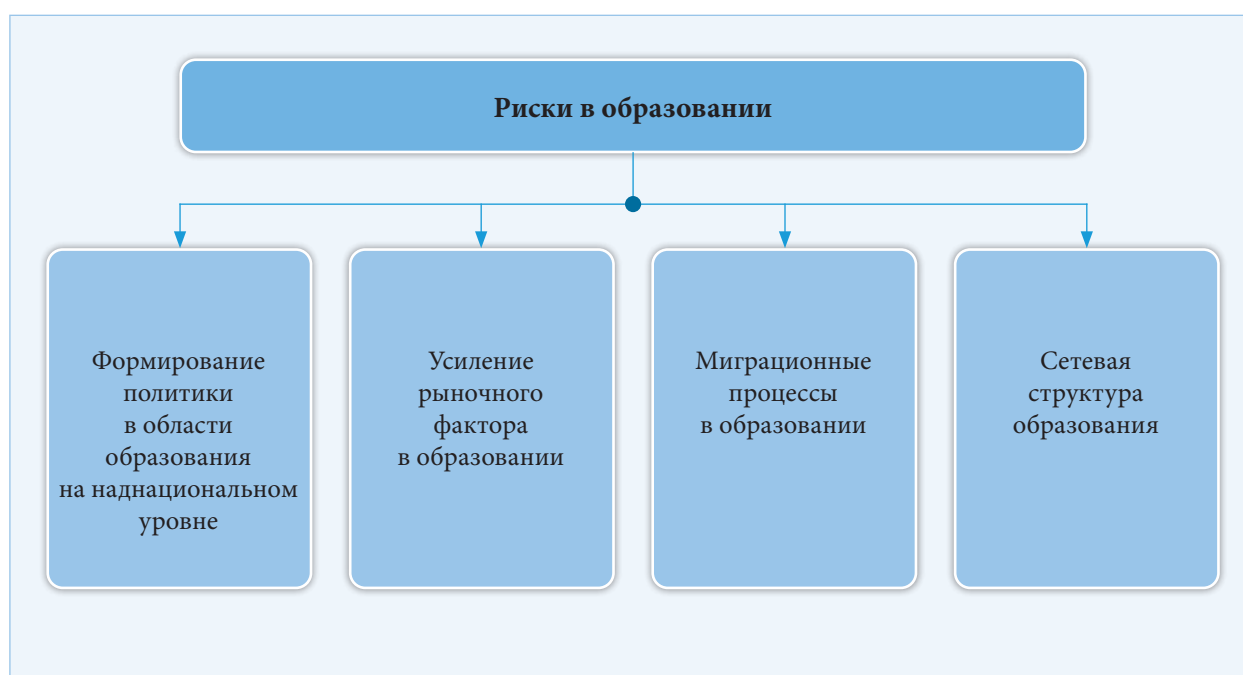 Риски в образовании
Формирование
политики
в области
образования
на наднациональном
уровне
Усиление
рыночного
фактора
в образовании
Миграционные
процессы
в образовании
Сетевая
структура
образования